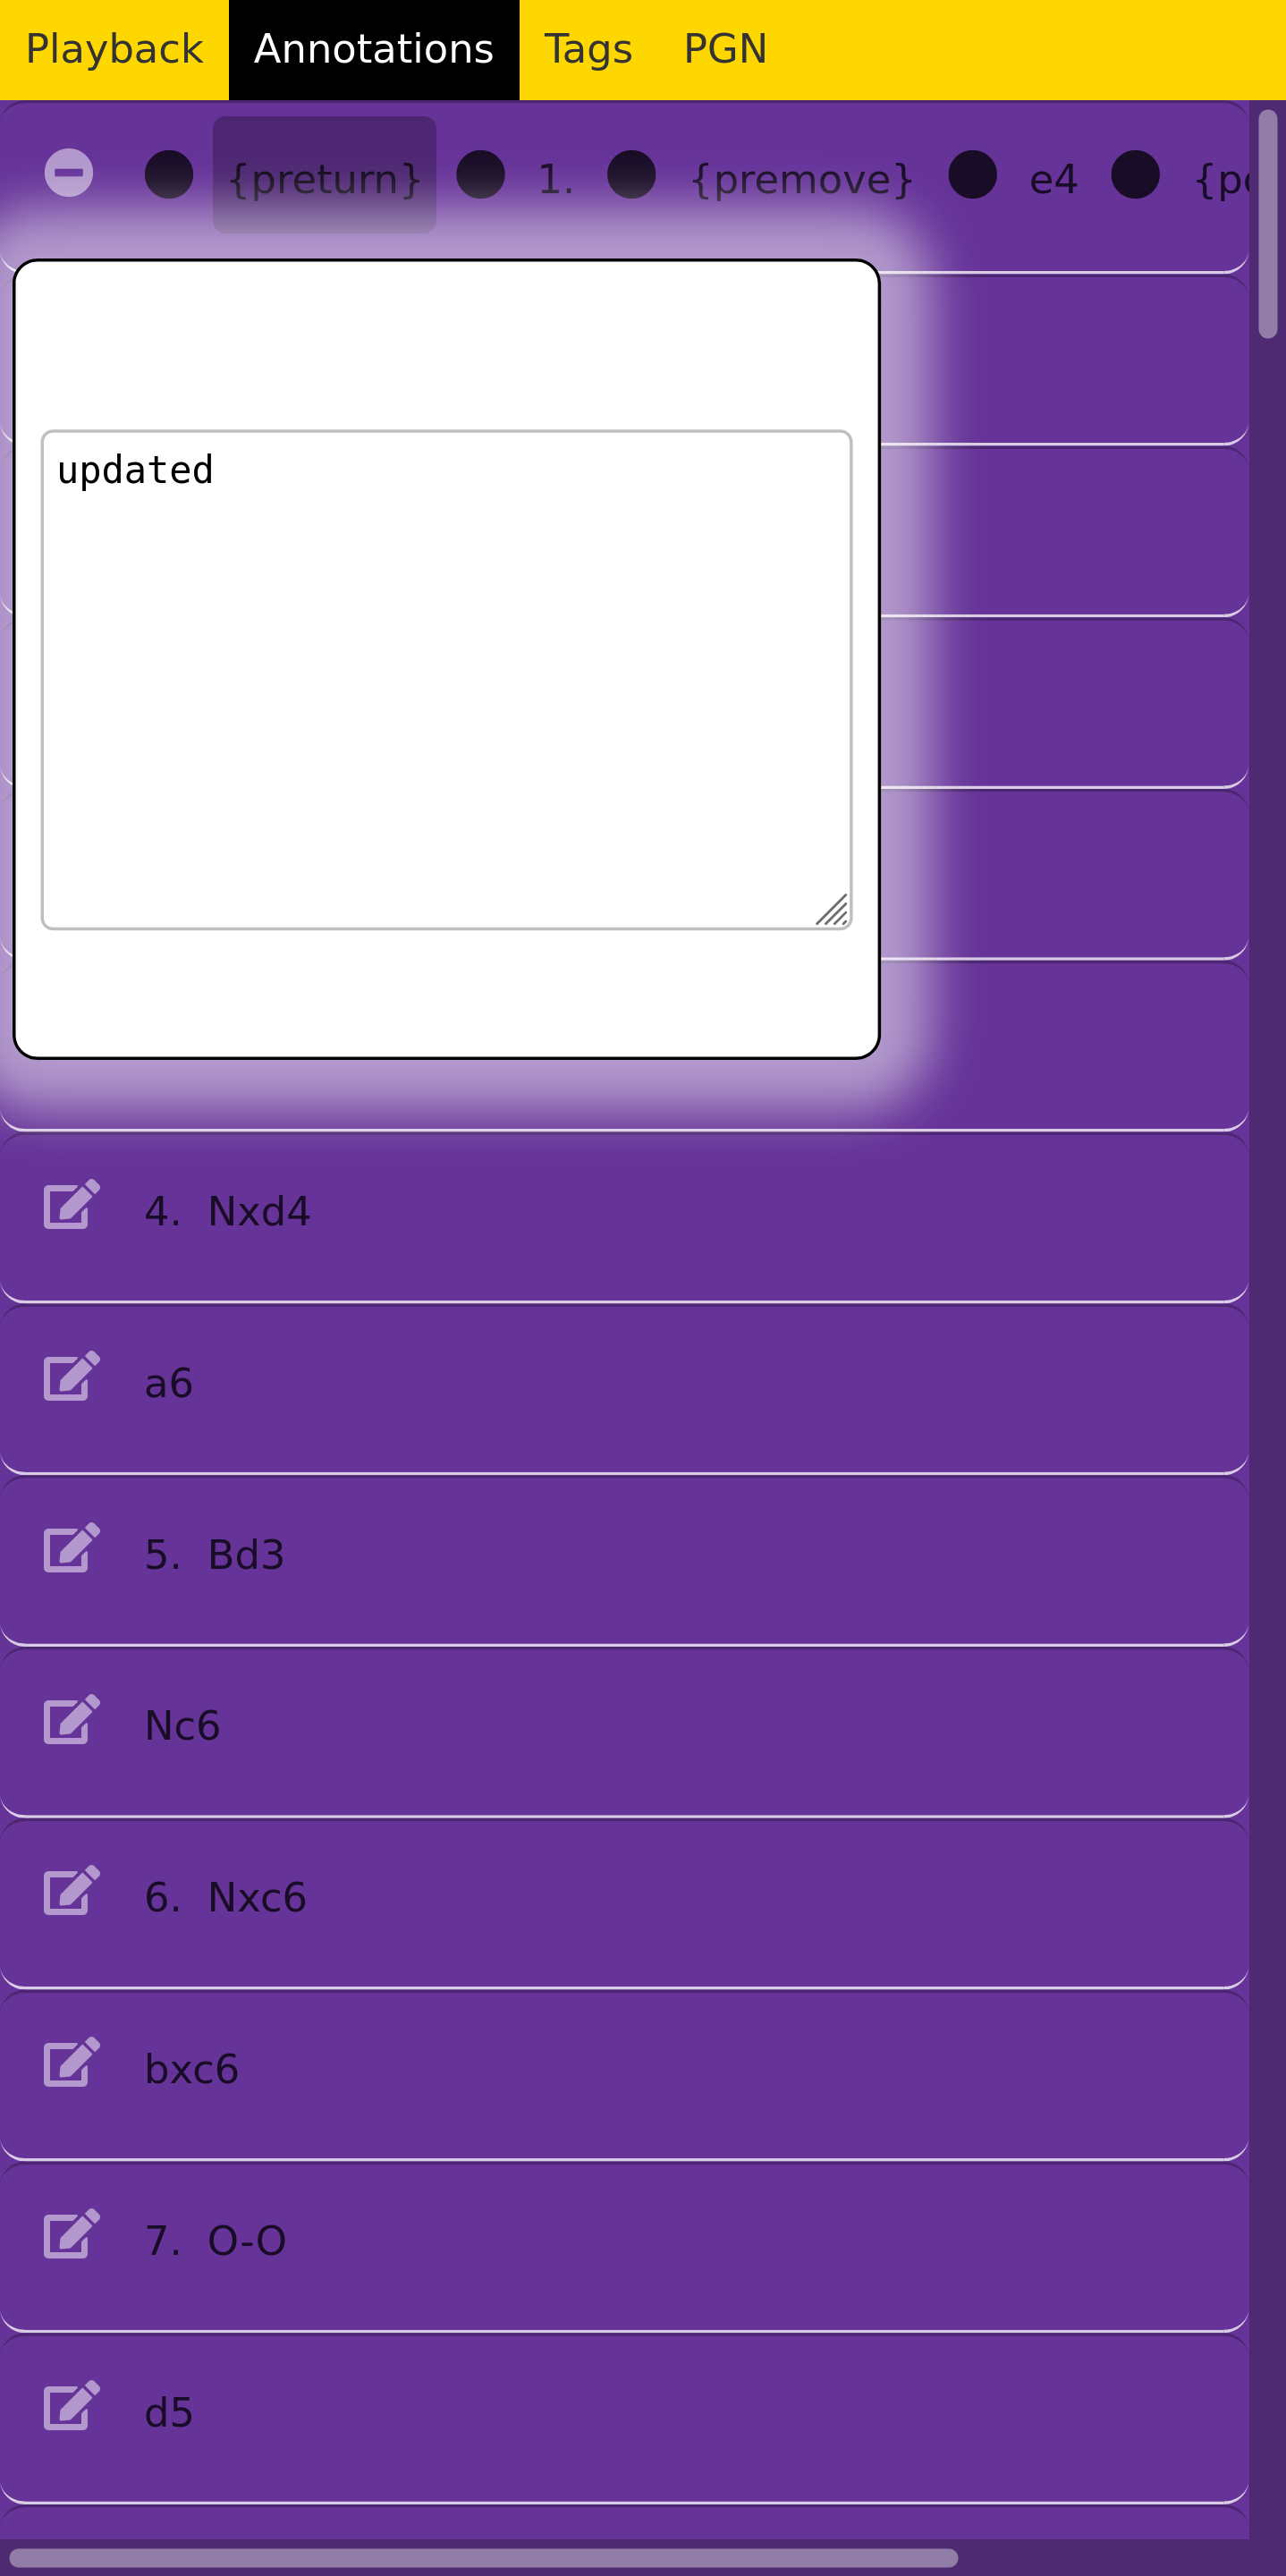 Playback Annotations Tags PGN
{preturn} 1. {premove} e4
updated
4. Nxd4
a6
5. Bd3
Nc6
6. Nxc6
bxc6
7. O-O
d5